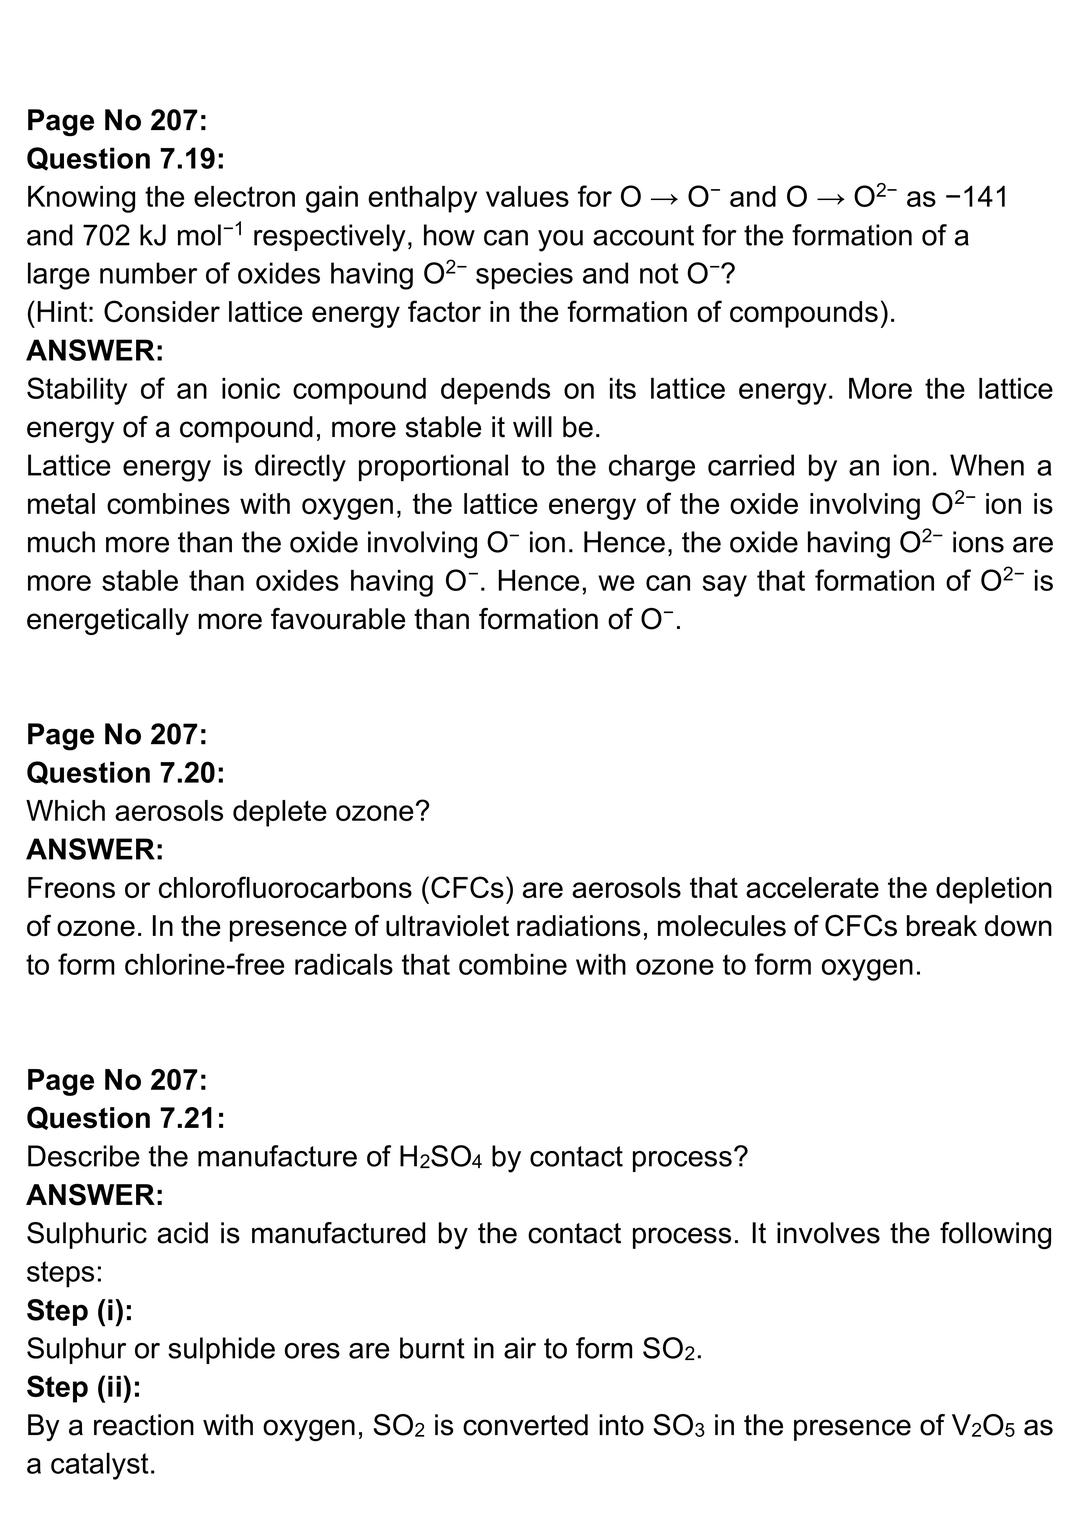 Page No 207:
Question 7.19:
Knowing the electron gain enthalpy values for O → O⁻ and O → O²⁻ as −141
and 702 kJ mol⁻¹ respectively, how can you account for the formation of a
large number of oxides having O²⁻ species and not O⁻?
(Hint: Consider lattice energy factor in the formation of compounds).
ANSWER:
Stability of an ionic compound depends on its lattice energy. More the lattice
energy of a compound, more stable it will be.
Lattice energy is directly proportional to the charge carried by an ion. When a
metal combines with oxygen, the lattice energy of the oxide involving O²⁻ ion is
much more than the oxide involving O⁻ ion. Hence, the oxide having O²⁻ ions are
more stable than oxides having O⁻. Hence, we can say that formation of O²⁻ is
energetically more favourable than formation of O⁻.
Page No 207:
Question 7.20:
Which aerosols deplete ozone?
ANSWER:
Freons or chlorofluorocarbons (CFCs) are aerosols that accelerate the depletion
of ozone. In the presence of ultraviolet radiations, molecules of CFCs break down
to form chlorine-free radicals that combine with ozone to form oxygen.
Page No 207:
Question 7.21:
Describe the manufacture of H₂SO₄ by contact process?
ANSWER:
Sulphuric acid is manufactured by the contact process. It involves the following
steps:
Step (i):
Sulphur or sulphide ores are burnt in air to form SO₂.
Step (ii):
By a reaction with oxygen, SO₂ is converted into SO₃ in the presence of V₂O₅ as
a catalyst.